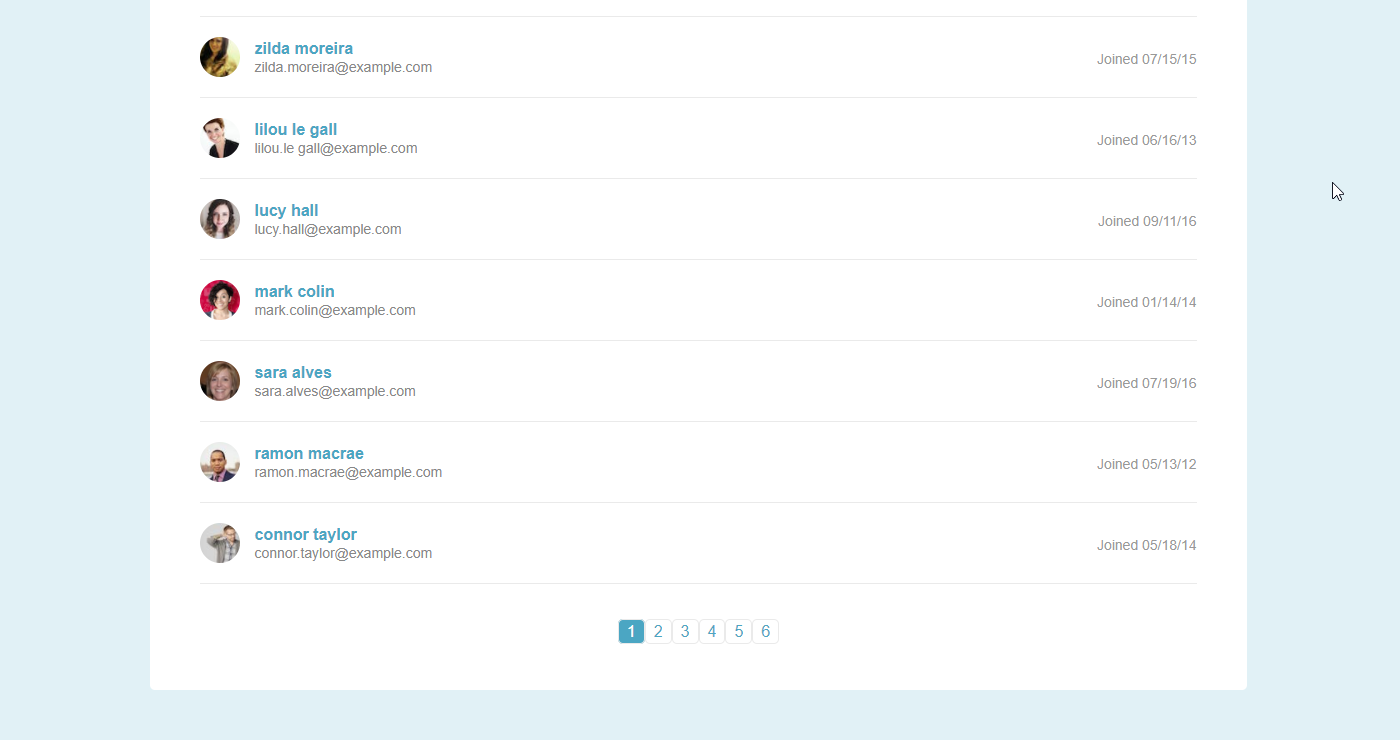 zilda moreira
zilda.moreira@example.com
Joined 07/15/15
lilou le gall
lilou.le gall@example.com
Joined 06/16/13
lucy hall
lucy.hall@example.com
Joined 09/11/16
mark colin
mark.colin@example.com
Joined 01/14/14
sara alves
sara.alves@example.com
Joined 07/19/16
ramon macrae
ramon.macrae@example.com
Joined 05/13/12
connor taylor
connor.taylor@example.com
Joined 05/18/14
1 2 3 4 5 6